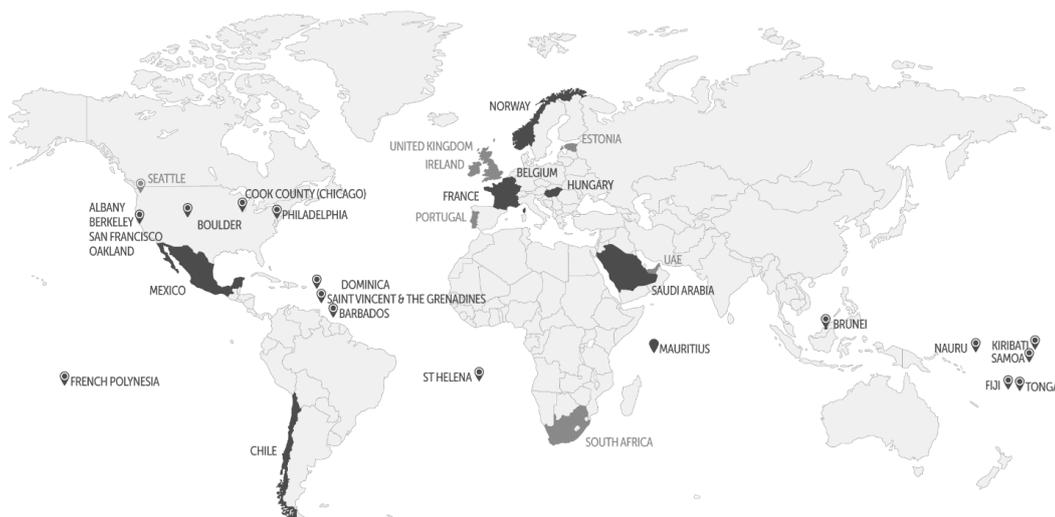 NORWAY
ESTONIA
UNITED KINGDOM
IRELAND
BELGIUM
HUNGARY
FRANCE
PORTUGAL
SEATTLE
COOK COUNTY (CHICAGO)
ALBANY
BERKELEY
SAN FRANCISCO
OAKLAND
BOULDER
PHILADELPHIA
UAE
SAUDI ARABIA
MEXICO
DOMINICA
SAINT VINCENT & THE GRENADINES
BARBADOS
BRUNEI
MAURITIUS
NAURU
KIRIBATI
SAMOA
FRENCH POLYNESIA
ST HELENA
FIJI
TONGA
SOUTH AFRICA
CHILE